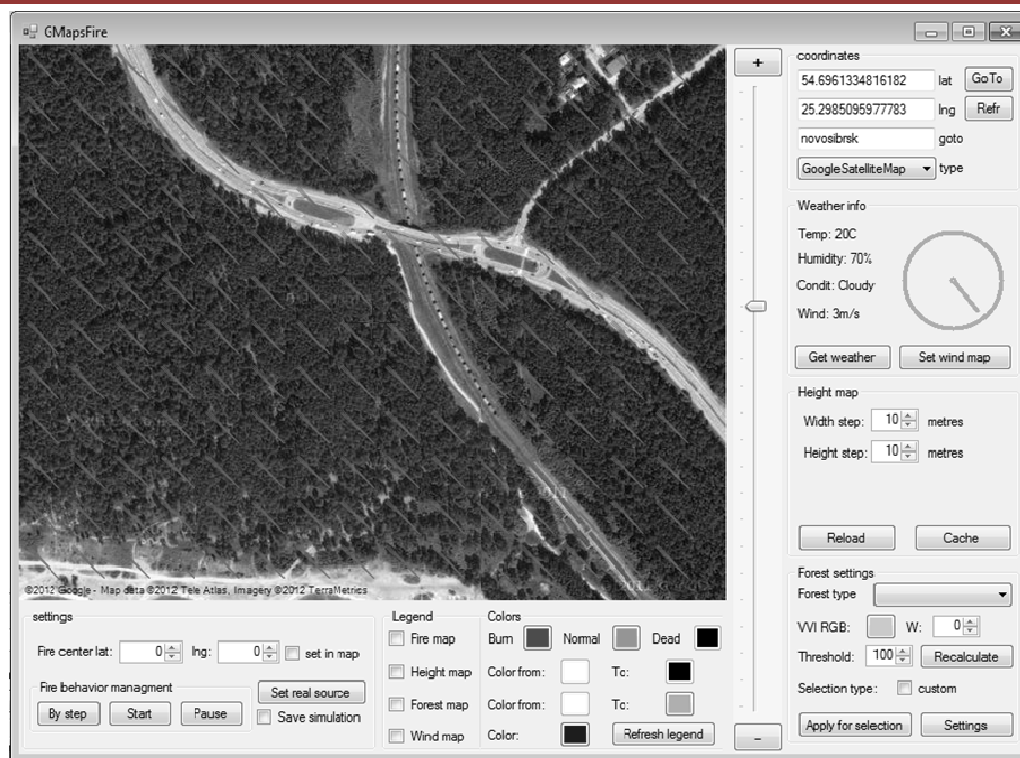 GMapsFire
+
coordinates
54.6961334816182 lat GoTo
25.2985095977783 lng Refr
novosibrsk goto
GoogleSatelliteMap type
Weather info
Temp: 20C
Humidity: 70%
Condit: Cloudy
Wind: 3m/s
Get weather Set wind map
Height map
Width step: 10 metres
Height step: 10 metres
Reload Cache
Forest settings
Forest type
VVI RGB: W: 0
Threshold: 100 Recalculate
Selection type: custom
Apply for selection Settings
©2012 Google - Map data ©2012 Tele Atlas, Imagery ©2012 TerraMetrics
settings
Fire center lat: 0 lng: 0 set in map
Fire behavior managment
By step Start Pause
Set real source
Save simulation
Legend
Fire map
Height map
Forest map
Wind map
Colors
Burn Normal Dead
Color from: To:
Color from: To:
Color: Refresh legend
-